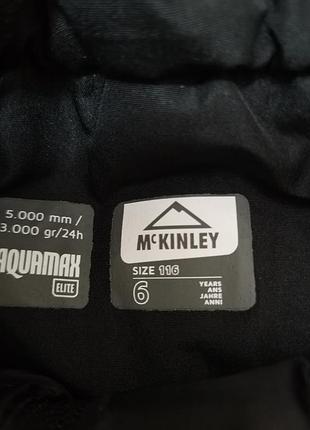 5.000 mm /
3.000 gr/24h
AQUAMAX
ELITE
McKINLEY
SIZE 116
6
YEARS
ANS
JAHRE
ANNI